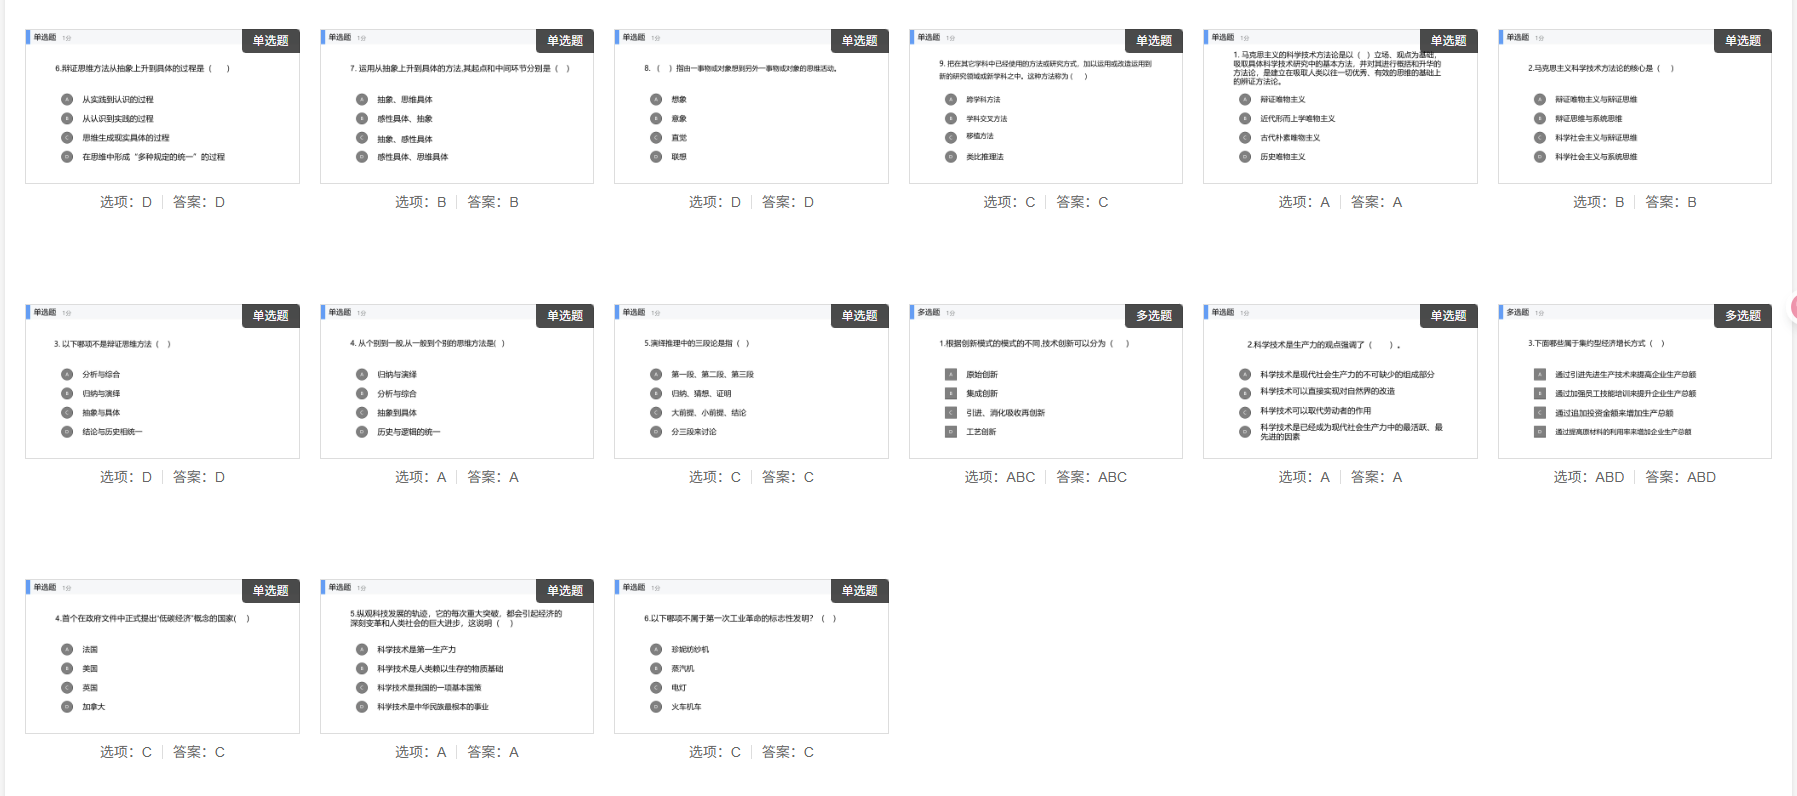 单选题 1分 单选题
6.辩证思维方法从抽象上升到具体的过程是（ ）
A 从实践到认识的过程
B 从认识到实践的过程
C 思维生成现实具体的过程
D 在思维中形成“多种规定的统一”的过程
选项：D 答案：D
单选题 1分 单选题
7. 运用从抽象上升到具体的方法,其起点和中间环节分别是（ ）
A 抽象、思维具体
B 感性具体、抽象
C 抽象、感性具体
D 感性具体、思维具体
选项：B 答案：B
单选题 1分 单选题
8. （ ）指由一事物或对象想到另外一事物或对象的思维活动。
A 想象
B 意象
C 直觉
D 联想
选项：D 答案：D
单选题 1分 单选题
9. 把在其它学科中已经使用的方法或研究方式，加以运用或改造运用到
新的研究领域或新学科之中。这种方法称为（ ）
A 跨学科方法
B 学科交叉方法
C 移植方法
D 类比推理法
选项：C 答案：C
单选题 1分 单选题
1. 马克思主义的科学技术方法论是以（ ）立场、观点为基础，
吸取具体科学技术研究中的基本方法，并对其进行概括和升华的
方法论，是建立在吸取人类以往一切优秀、有效的思维的基础上
的辩证方法论。
A 辩证唯物主义
B 近代形而上学唯物主义
C 古代朴素唯物主义
D 历史唯物主义
选项：A 答案：A
单选题 1分 单选题
2.马克思主义科学技术方法论的核心是（ ）
A 辩证唯物主义与辩证思维
B 辩证思维与系统思维
C 科学社会主义与辩证思维
D 科学社会主义与系统思维
选项：B 答案：B
单选题 1分 单选题
3. 以下哪项不是辩证思维方法（ ）
A 分析与综合
B 归纳与演绎
C 抽象与具体
D 结论与历史相统一
选项：D 答案：D
单选题 1分 单选题
4. 从个别到一般,从一般到个别的思维方法是( )
A 归纳与演绎
B 分析与综合
C 抽象到具体
D 历史与逻辑的统一
选项：A 答案：A
单选题 1分 单选题
5.演绎推理中的三段论是指（ ）
A 第一段、第二段、第三段
B 归纳、猜想、证明
C 大前提、小前提、结论
D 分三段来讨论
选项：C 答案：C
多选题 1分 多选题
1.根据创新模式的模式的不同,技术创新可以分为（ ）
A 原始创新
B 集成创新
C 引进、消化吸收再创新
D 工艺创新
选项：ABC 答案：ABC
单选题 1分 单选题
2.科学技术是生产力的观点强调了（ ）。
A 科学技术是现代社会生产力的不可缺少的组成部分
B 科学技术可以直接实现对自然界的改造
C 科学技术可以取代劳动者的作用
D 科学技术是已经成为现代社会生产力中的最活跃、最
先进的因素
选项：A 答案：A
多选题 1分 多选题
3.下面哪些属于集约型经济增长方式（ ）
A 通过引进先进生产技术来提高企业生产总额
B 通过加强员工技能培训来提升企业生产总额
C 通过追加投资金额来增加生产总额
D 通过提高原材料的利用率来增加企业生产总额
选项：ABD 答案：ABD
单选题 1分 单选题
4.首个在政府文件中正式提出“低碳经济”概念的国家( )
A 法国
B 美国
C 英国
D 加拿大
选项：C 答案：C
单选题 1分 单选题
5.纵观科技发展的轨迹，它的每次重大突破，都会引起经济的
深刻变革和人类社会的巨大进步，这说明（ ）
A 科学技术是第一生产力
B 科学技术是人类赖以生存的物质基础
C 科学技术是我国的一项基本国策
D 科学技术是中华民族最根本的事业
选项：A 答案：A
单选题 1分 单选题
6.以下哪项不属于第一次工业革命的标志性发明？（ ）
A 珍妮纺纱机
B 蒸汽机
C 电灯
D 火车机车
选项：C 答案：C